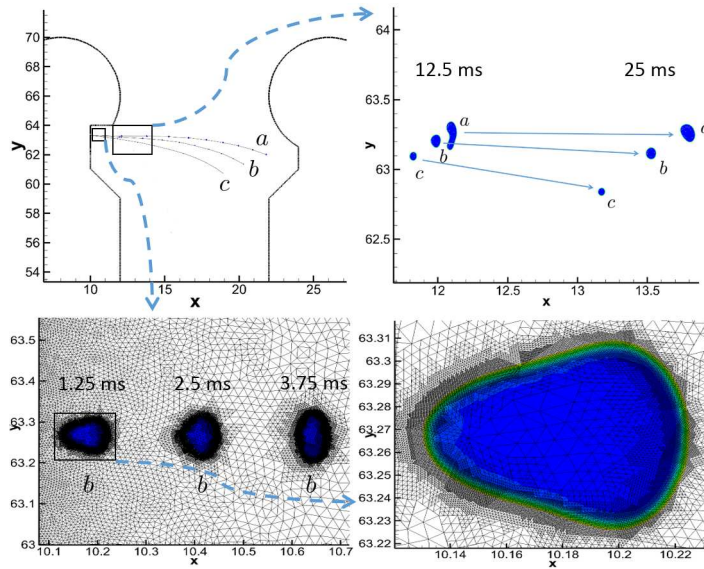 70
68
66
64
62
60
58
56
54
y
a
b
c
10
14
18
22
26
x
64
63.5
63
62.5
y
12.5 ms
25 ms
a
b
c
a
b
c
12
12.5
13
13.5
x
63.5
63.4
63.3
63.2
63.1
63
y
1.25 ms
2.5 ms
3.75 ms
b
b
b
10.1
10.2
10.3
10.4
10.5
10.6
10.7
x
63.31
63.3
63.29
63.28
63.27
63.26
63.25
63.24
63.23
63.22
y
10.14
10.16
10.18
10.2
10.22
x